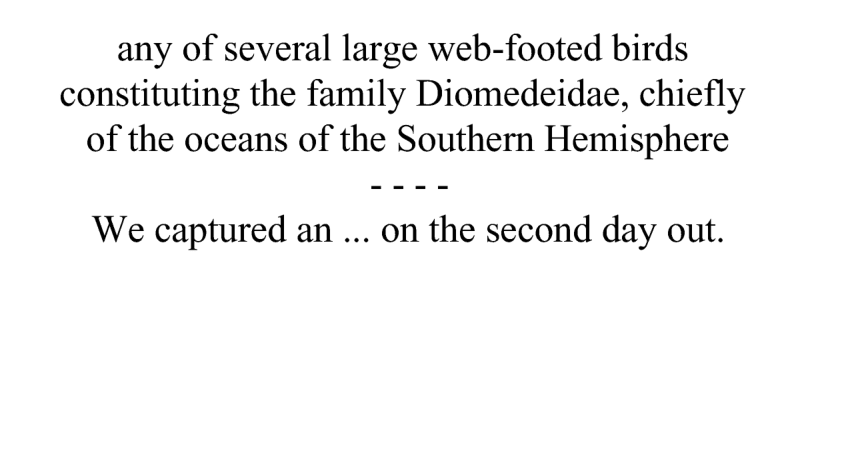 any of several large web-footed birds
constituting the family Diomedeidae, chiefly
of the oceans of the Southern Hemisphere
- - - -
We captured an ... on the second day out.